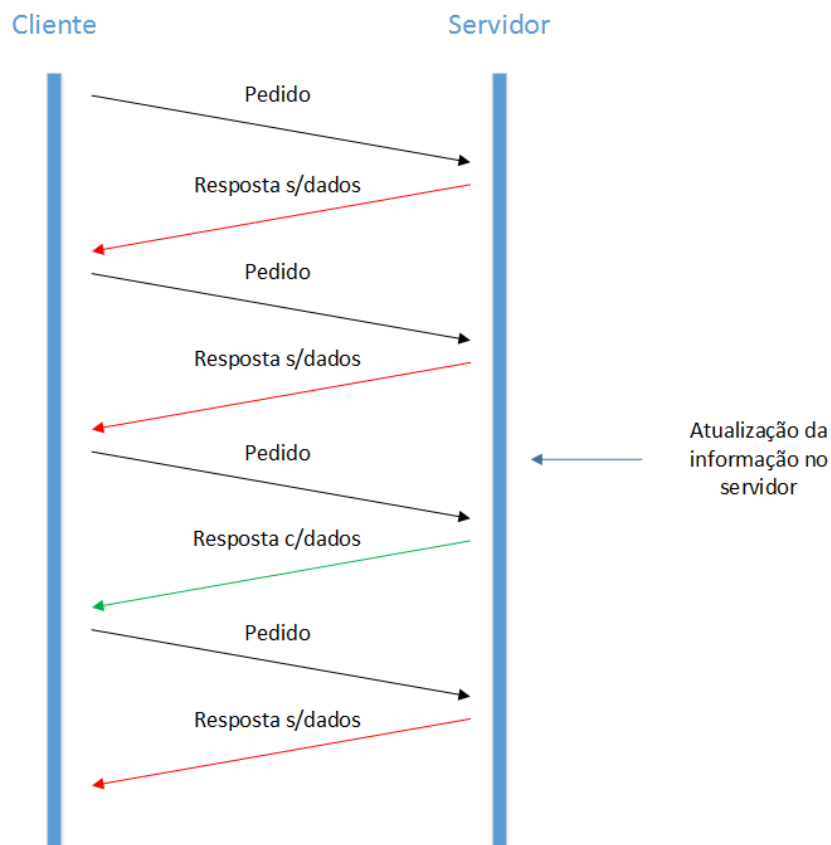 Cliente
Servidor
Pedido
Resposta s/dados
Pedido
Resposta s/dados
Pedido
Atualização da
informação no
servidor
Resposta c/dados
Pedido
Resposta s/dados